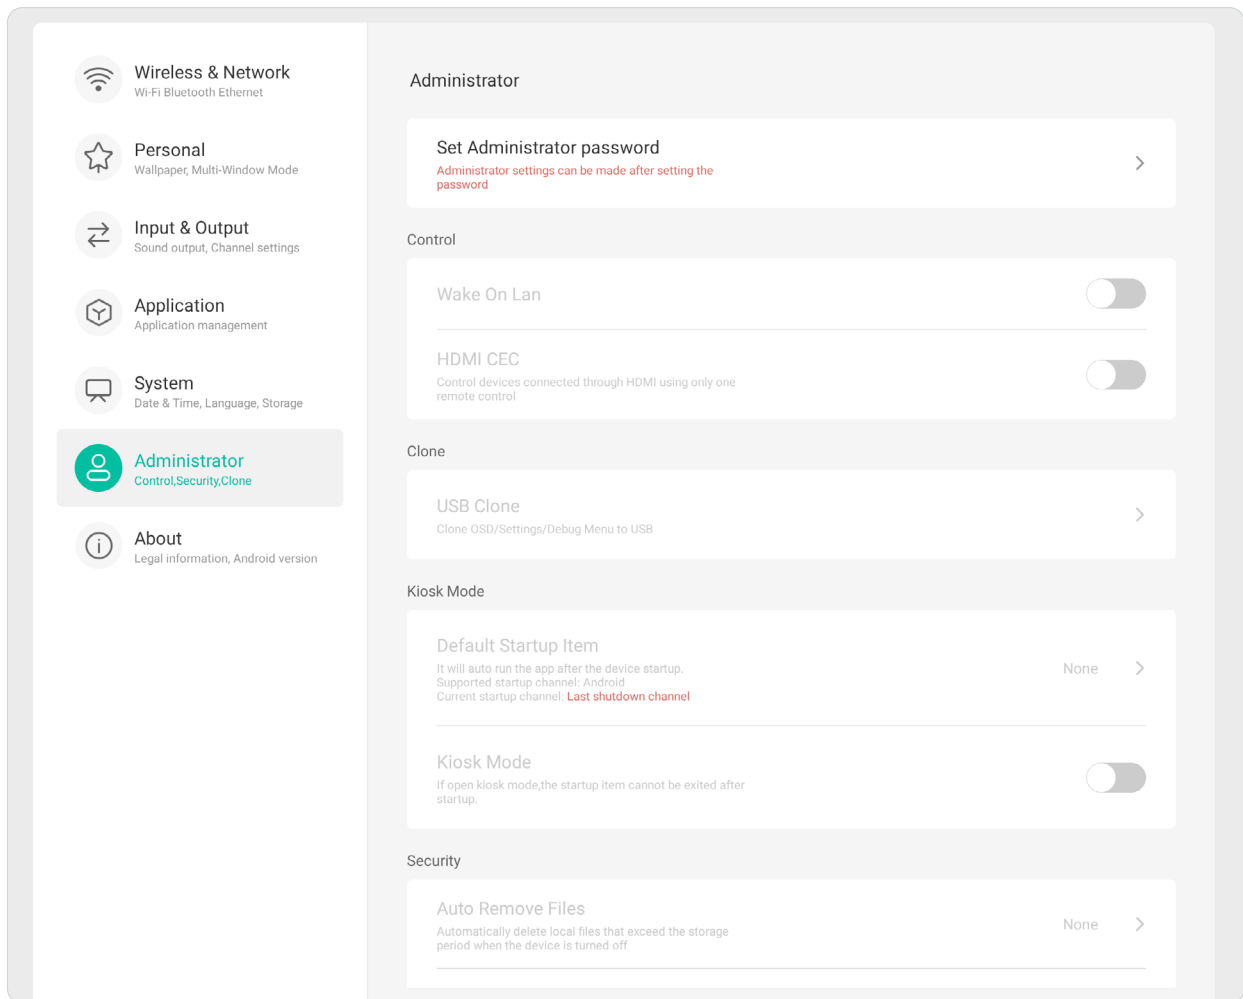 Wireless & Network
Wi-Fi Bluetooth Ethernet
Personal
Wallpaper, Multi-Window Mode
Input & Output
Sound output, Channel settings
Application
Application management
System
Date & Time, Language, Storage
Administrator
Control,Security,Clone
About
Legal information, Android version
Administrator
Set Administrator password
Administrator settings can be made after setting the
password
Control
Wake On Lan
HDMI CEC
Control devices connected through HDMI using only one
remote control
Clone
USB Clone
Clone OSD/Settings/Debug Menu to USB
Kiosk Mode
Default Startup Item
It will auto run the app after the device startup.
Supported startup channel: Android
Current startup channel: Last shutdown channel
None
Kiosk Mode
If open kiosk mode,the startup item cannot be exited after
startup.
Security
Auto Remove Files
Automatically delete local files that exceed the storage
period when the device is turned off
None